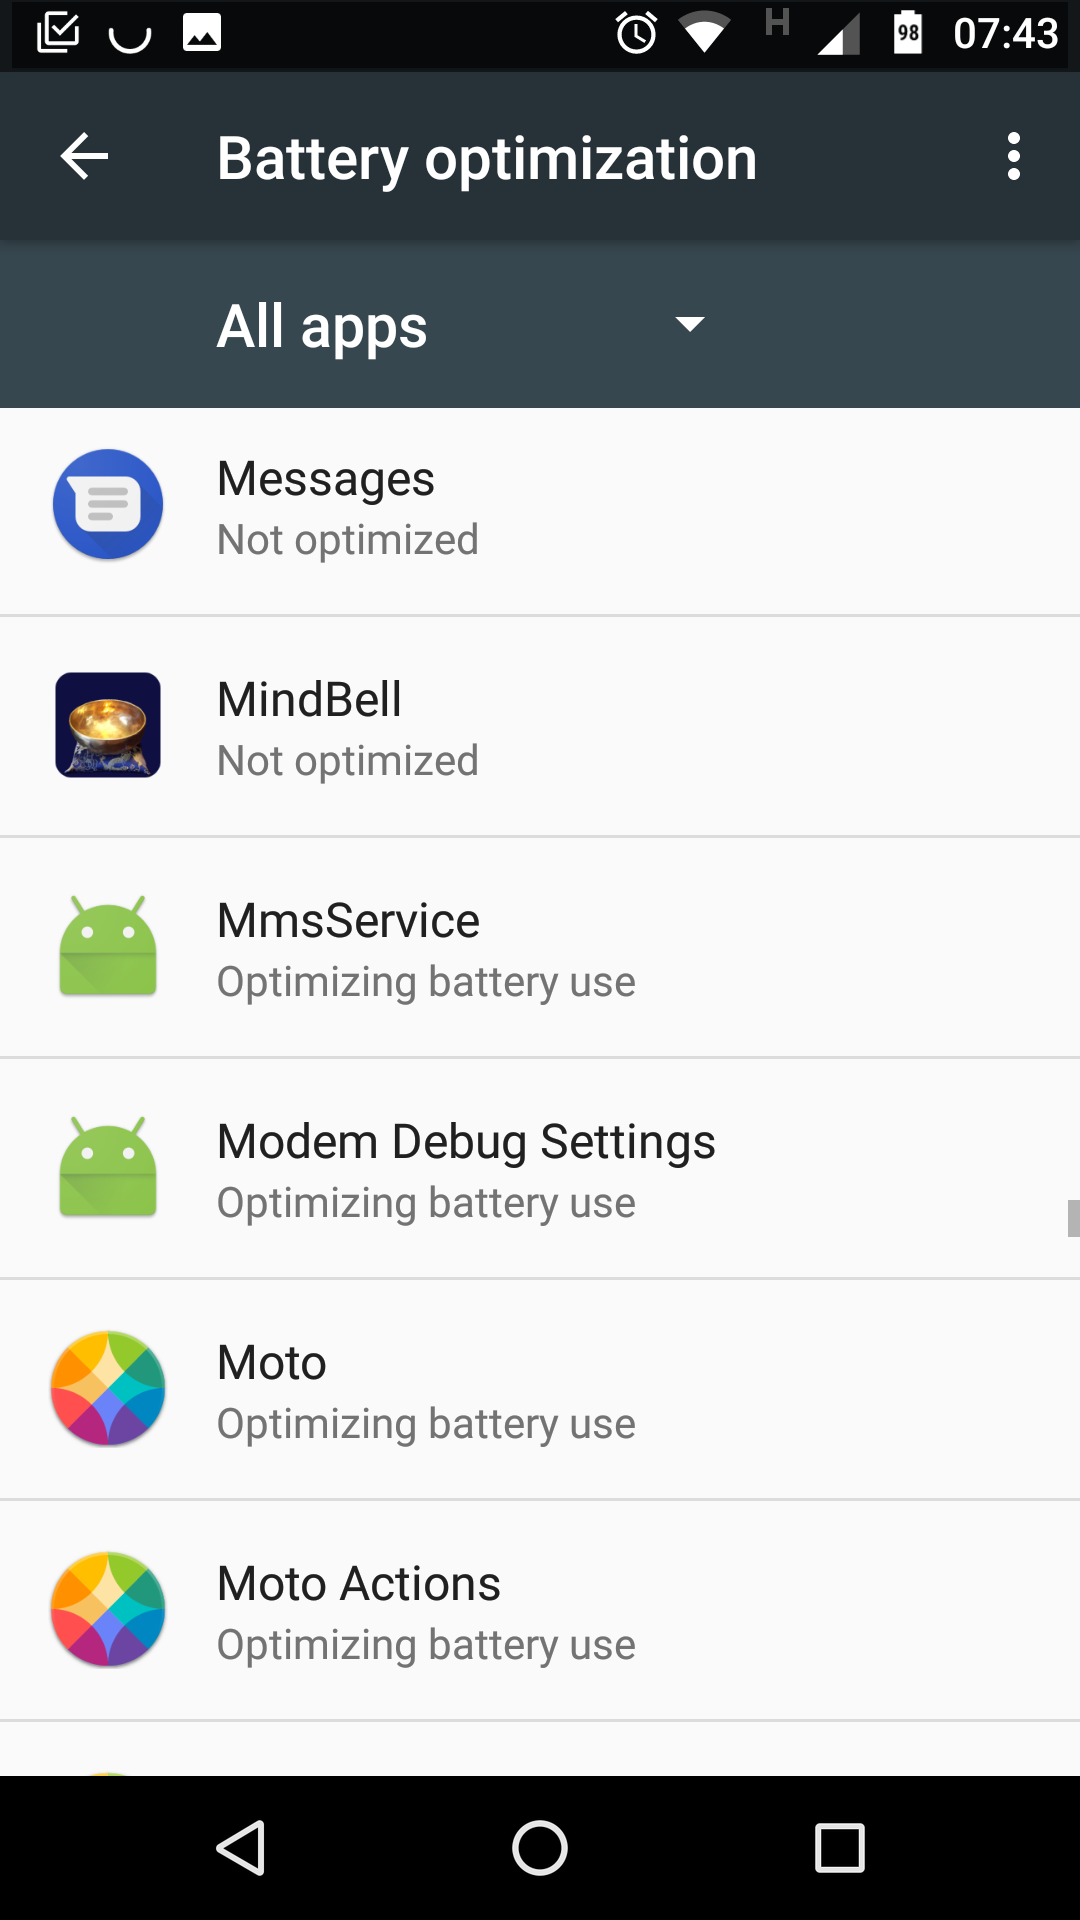 H 98 07:43
Battery optimization
All apps
Messages
Not optimized
MindBell
Not optimized
MmsService
Optimizing battery use
Modem Debug Settings
Optimizing battery use
Moto
Optimizing battery use
Moto Actions
Optimizing battery use